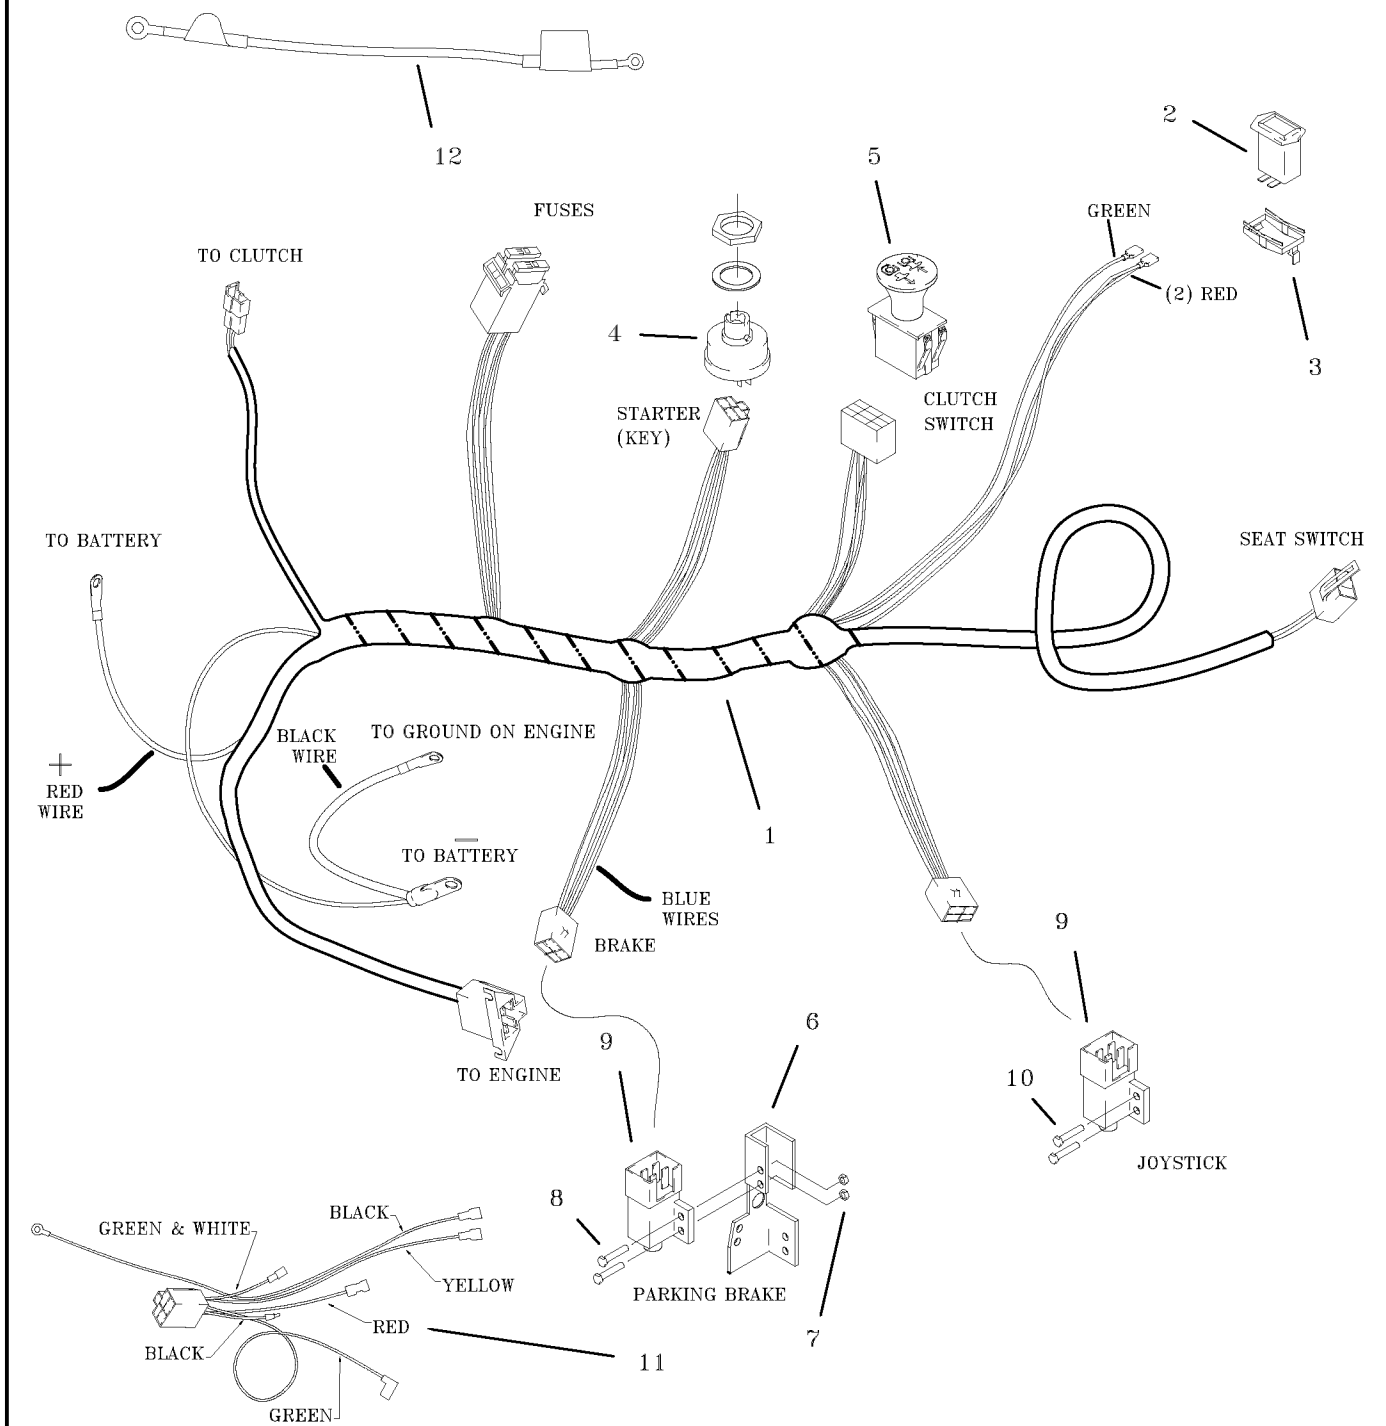 12
2
5
FUSES
GREEN
TO CLUTCH
(2) RED
4
3
STARTER
(KEY)
CLUTCH
SWITCH
TO BATTERY
SEAT SWITCH
BLACK
WIRE
TO GROUND ON ENGINE
+
RED
WIRE
1
−
TO BATTERY
BLUE
WIRES
BRAKE
9
6
9
TO ENGINE
10
JOYSTICK
8
BLACK
GREEN & WHITE
YELLOW
PARKING BRAKE
RED
7
BLACK
11
GREEN